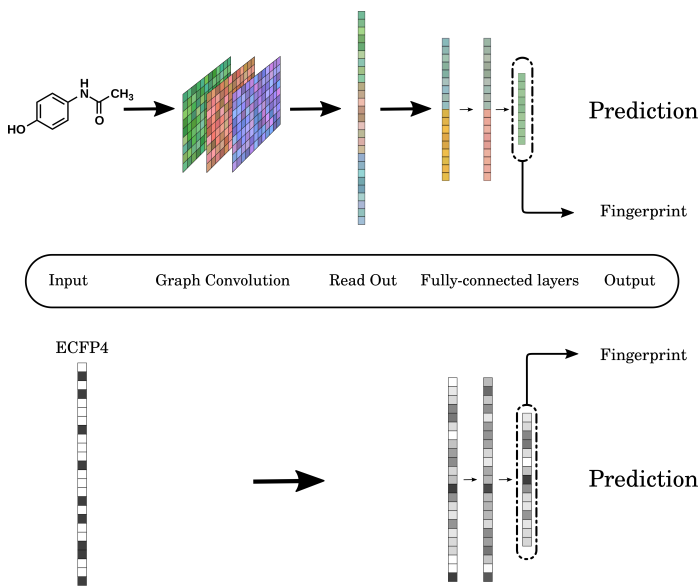 H
N
CH3
O
HO
Prediction
Fingerprint
Input Graph Convolution Read Out Fully-connected layers Output
ECFP4
Fingerprint
Prediction